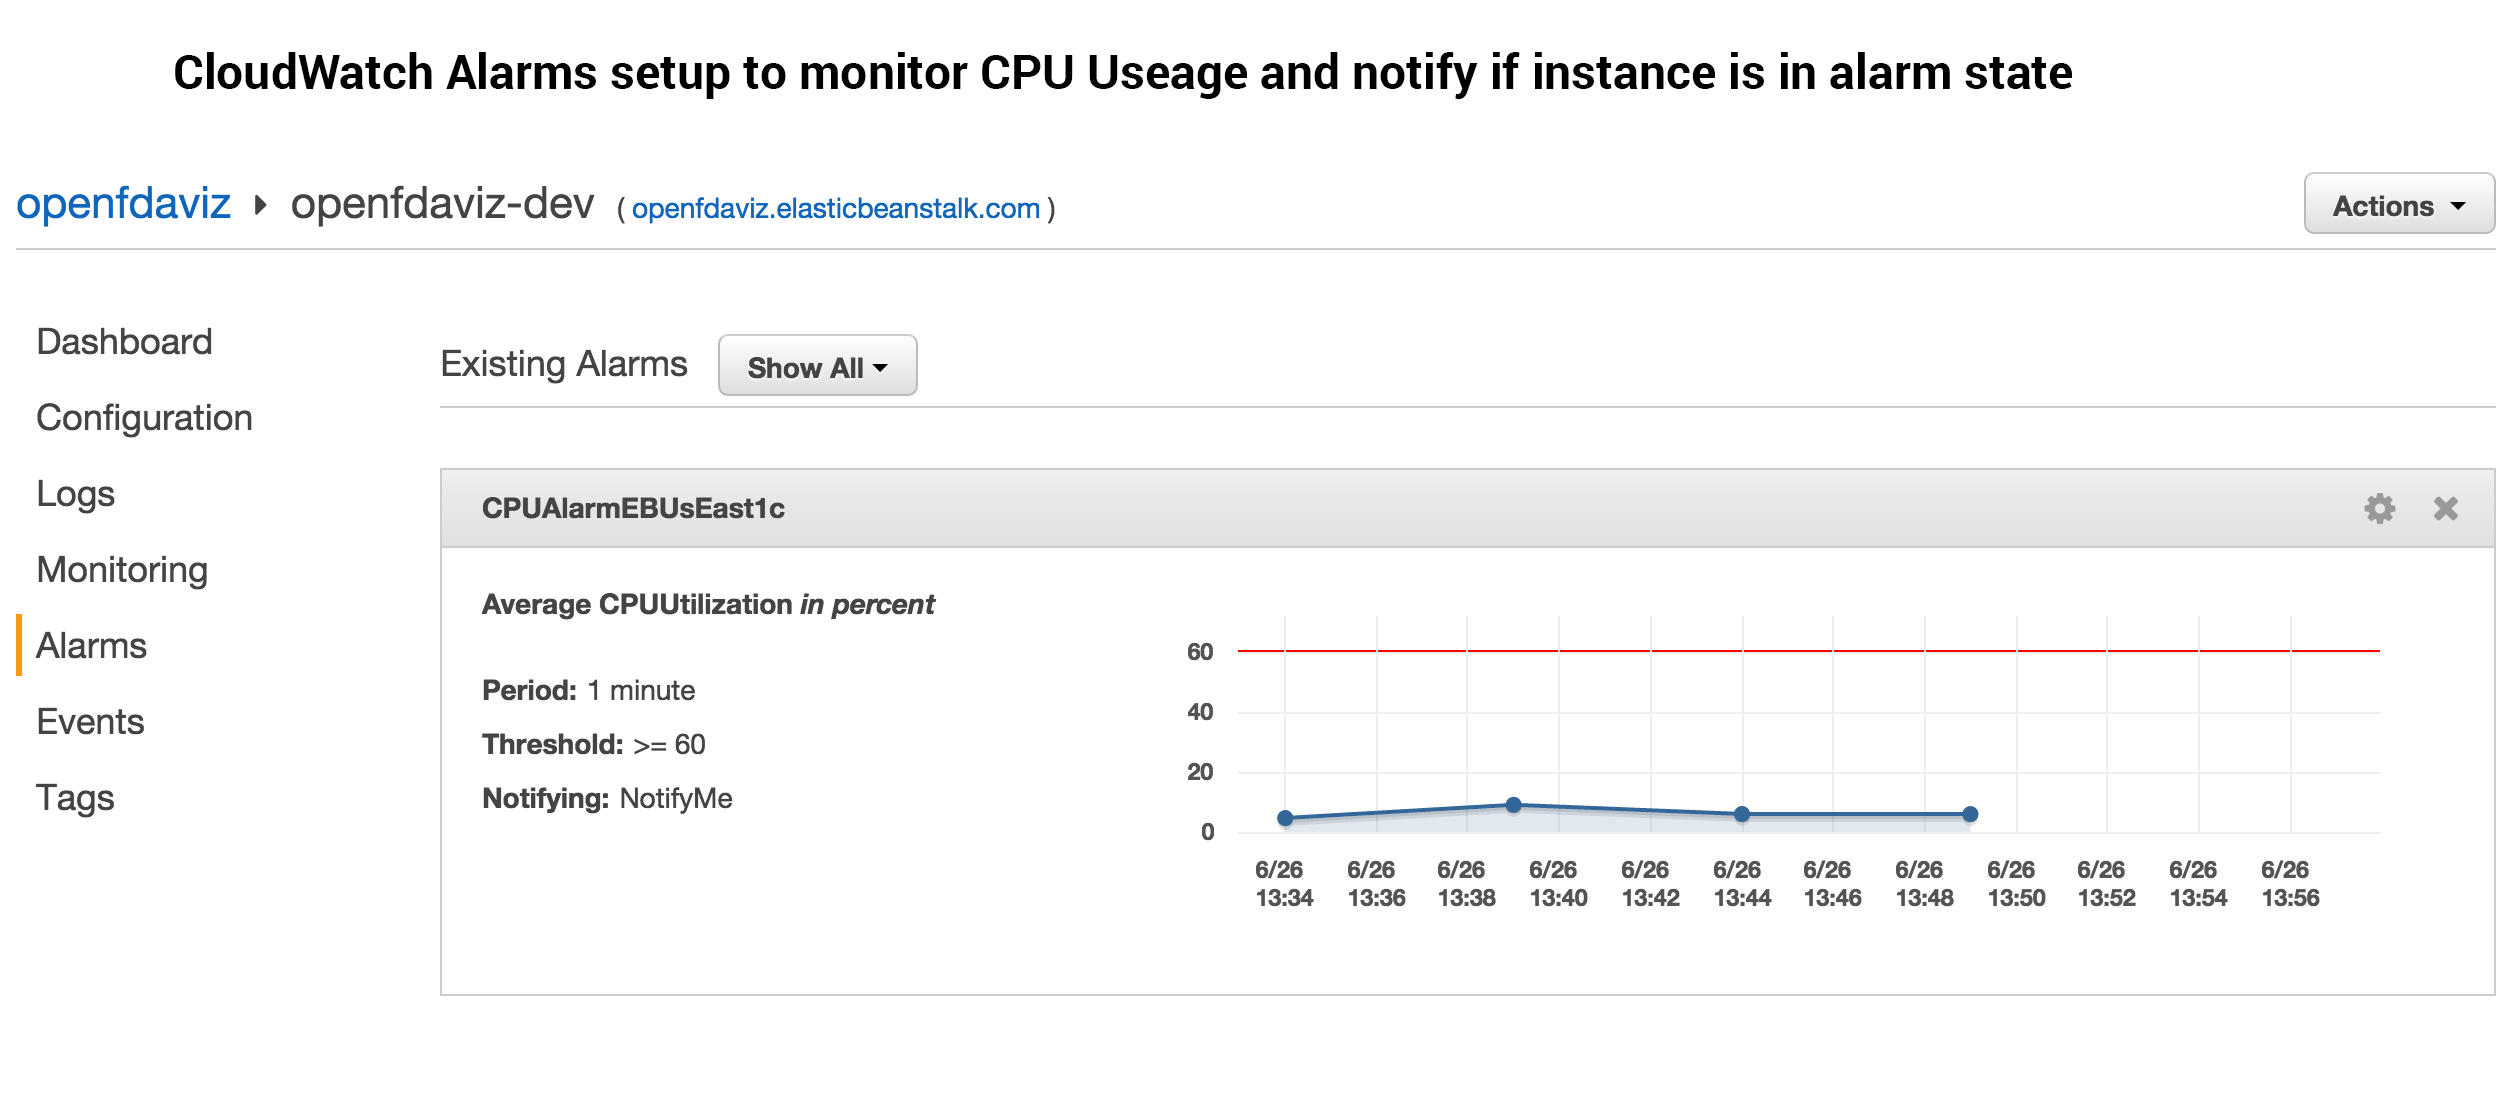 CloudWatch Alarms setup to monitor CPU Useage and notify if instance is in alarm state
openfdaviz openfdaviz-dev ( openfdaviz.elasticbeanstalk.com )
Actions
Dashboard
Configuration
Logs
Monitoring
Alarms
Events
Tags
Existing Alarms Show All
CPUAlarmEBUsEast1c
Average CPUUtilization in percent
Period: 1 minute
Threshold: >= 60
Notifying: NotifyMe
60
40
20
0
6/26 6/26 6/26 6/26 6/26 6/26 6/26 6/26 6/26 6/26 6/26 6/26
13:34 13:36 13:38 13:40 13:42 13:44 13:46 13:48 13:50 13:52 13:54 13:56